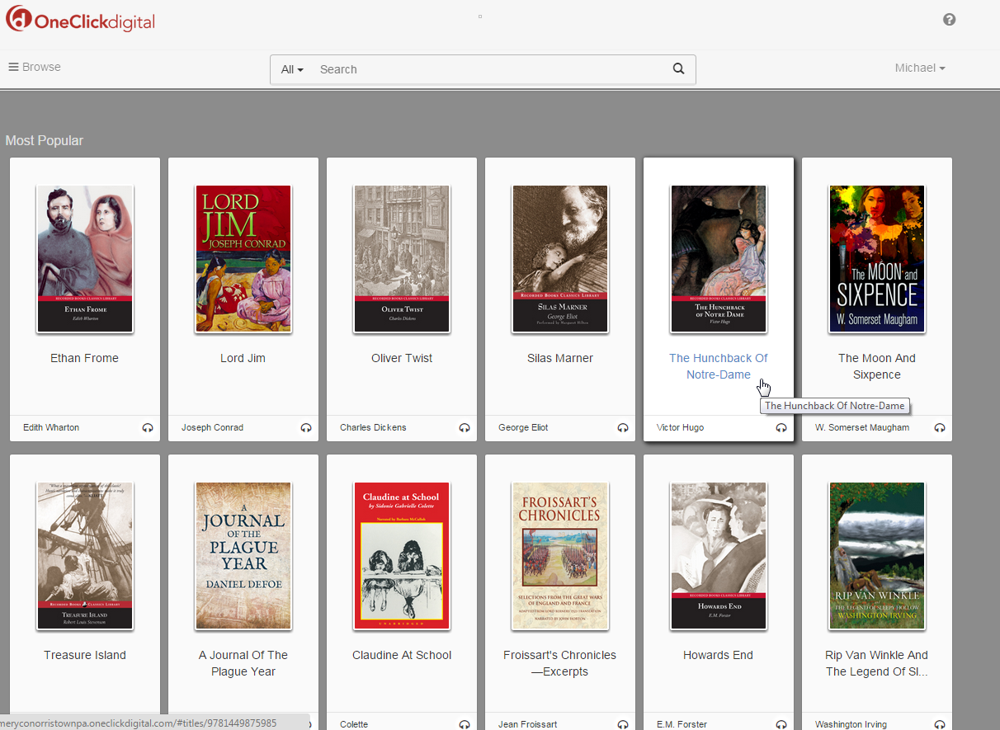 OneClickdigital
Browse
All Search
Michael
Most Popular
RECORDED BOOKS CLASSICS LIBRARY
ETHAN FROME
Edith Wharton
LORD
JIM
JOSEPH CONRAD
RECORDED BOOKS CLASSICS LIBRARY
OLIVER TWIST
Charles Dickens
RECORDED BOOKS CLASSICS LIBRARY
SILAS MARNER
George Eliot
Performed by Margaret Hilton
RECORDED BOOKS CLASSICS LIBRARY
THE HUNCHBACK
OF NOTRE DAME
Victor Hugo
The MOON and
SIXPENCE
W. Somerset Maugham
Ethan Frome
Lord Jim
Oliver Twist
Silas Marner
The Hunchback Of
Notre-Dame
The Moon And
Sixpence
The Hunchback Of Notre-Dame
Edith Wharton
Joseph Conrad
Charles Dickens
George Eliot
Victor Hugo
W. Somerset Maugham
RECORDED BOOKS CLASSICS LIBRARY
TREASURE ISLAND
Robert Louis Stevenson
A
JOURNAL
OF THE
PLAGUE
YEAR
DANIEL DEFOE
Claudine at School
by Sidonie Gabrielle Colette
Narrated by Barbara McCulloh
UNABRIDGED
FROISSART'S
CHRONICLES
SELECTIONS FROM THE GREAT WARS
OF ENGLAND AND FRANCE
ADAPTED FROM LORD BERNERS' TRANSLATION
NARRATED BY JOHN HORTON
RECORDED BOOKS CLASSICS LIBRARY
HOWARDS END
E.M. Forster
RIP VAN WINKLE
AND THE LEGEND OF SLEEPY HOLLOW
WASHINGTON IRVING
Treasure Island
A Journal Of The
Plague Year
Claudine At School
Froissart's Chronicles
—Excerpts
Howards End
Rip Van Winkle And
The Legend Of Sl...
meryconorristownpa.oneclickdigital.com/#titles/9781449875985
Colette
Jean Froissart
E.M. Forster
Washington Irving